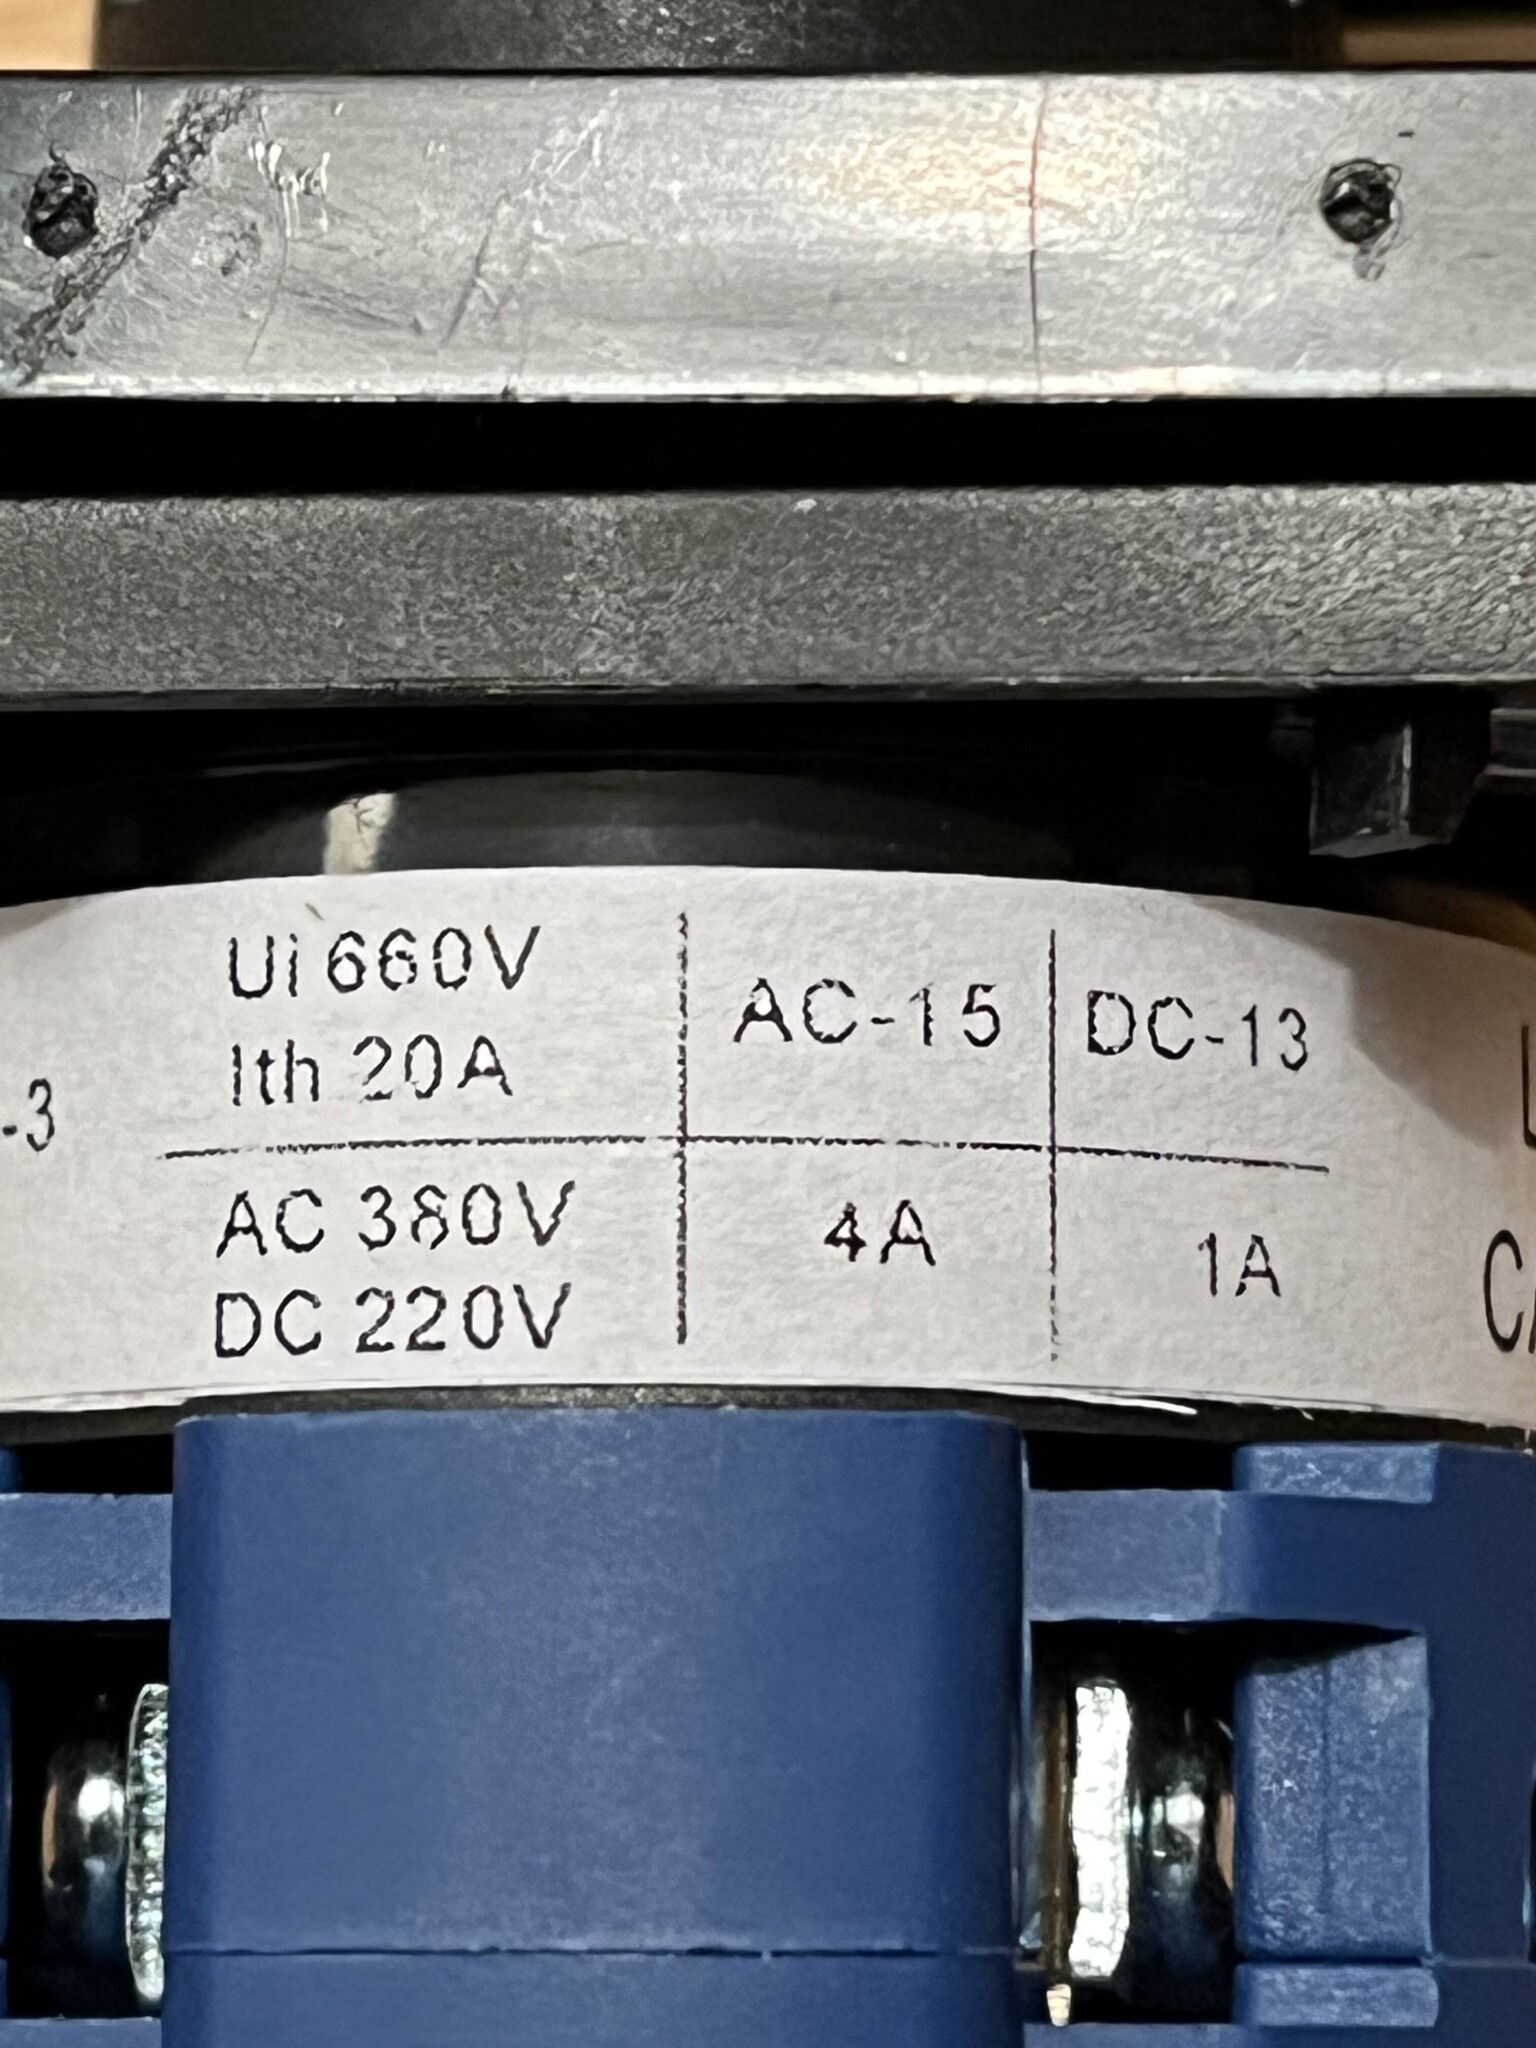 -3
Ui 660V
Ith 20A
AC-15
DC-13
AC 380V
DC 220V
4A
1A